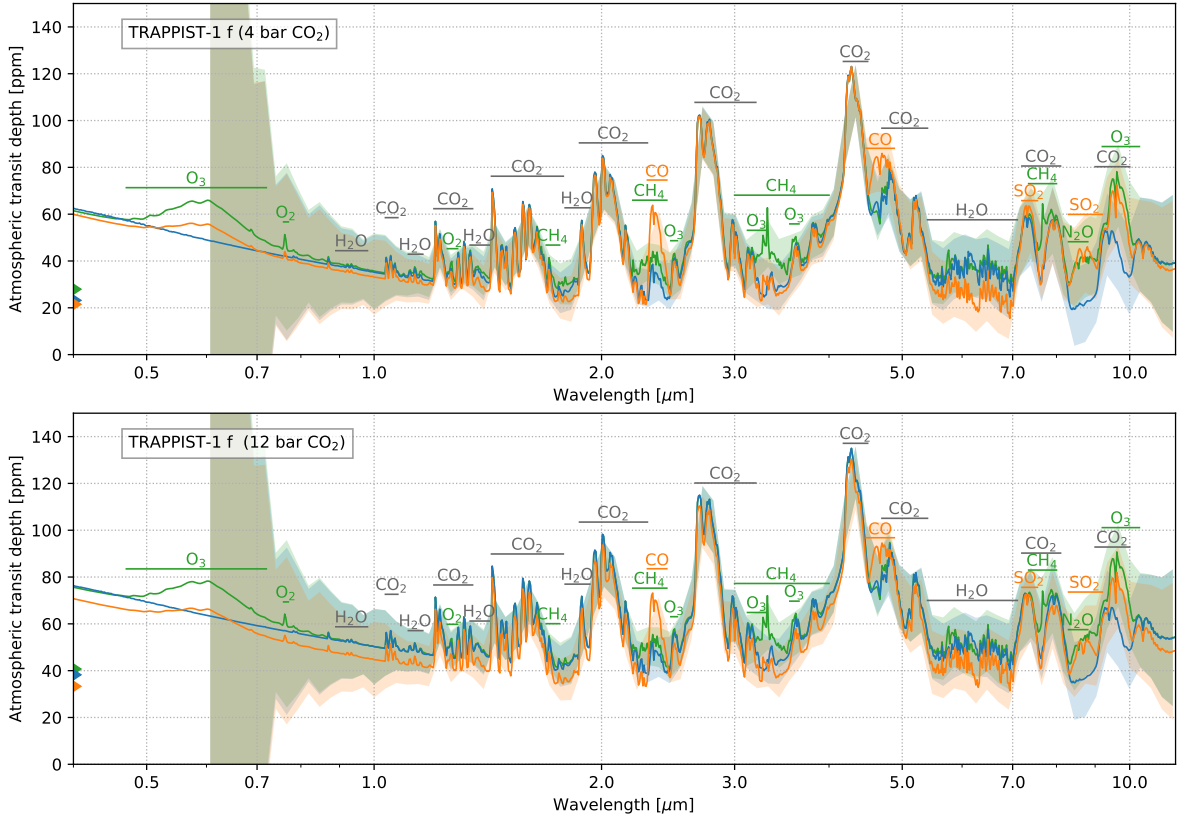 TRAPPIST-1 f (4 bar CO₂)
Atmospheric transit depth [ppm]
140
120
100
80
60
40
20
0
O₃
O₂
H₂O
CO₂
H₂O
CO₂
O₂
H₂O
CO₂
CH₄
H₂O
CO₂
CO
CH₄
O₃
CO₂
CH₄
O₃
O₃
CO₂
CO
CO₂
H₂O
CO₂
CH₄
SO₂
SO₂
N₂O
O₃
CO₂
0.5
0.7
1.0
2.0
3.0
5.0
7.0
10.0
Wavelength [μm]
TRAPPIST-1 f (12 bar CO₂)
Atmospheric transit depth [ppm]
140
120
100
80
60
40
20
0
O₃
O₂
H₂O
CO₂
H₂O
CO₂
O₂
H₂O
CO₂
CH₄
H₂O
CO₂
CO
CH₄
O₃
CO₂
CH₄
O₃
O₃
CO₂
CO
CO₂
H₂O
CO₂
CH₄
SO₂
SO₂
N₂O
O₃
CO₂
0.5
0.7
1.0
2.0
3.0
5.0
7.0
10.0
Wavelength [μm]